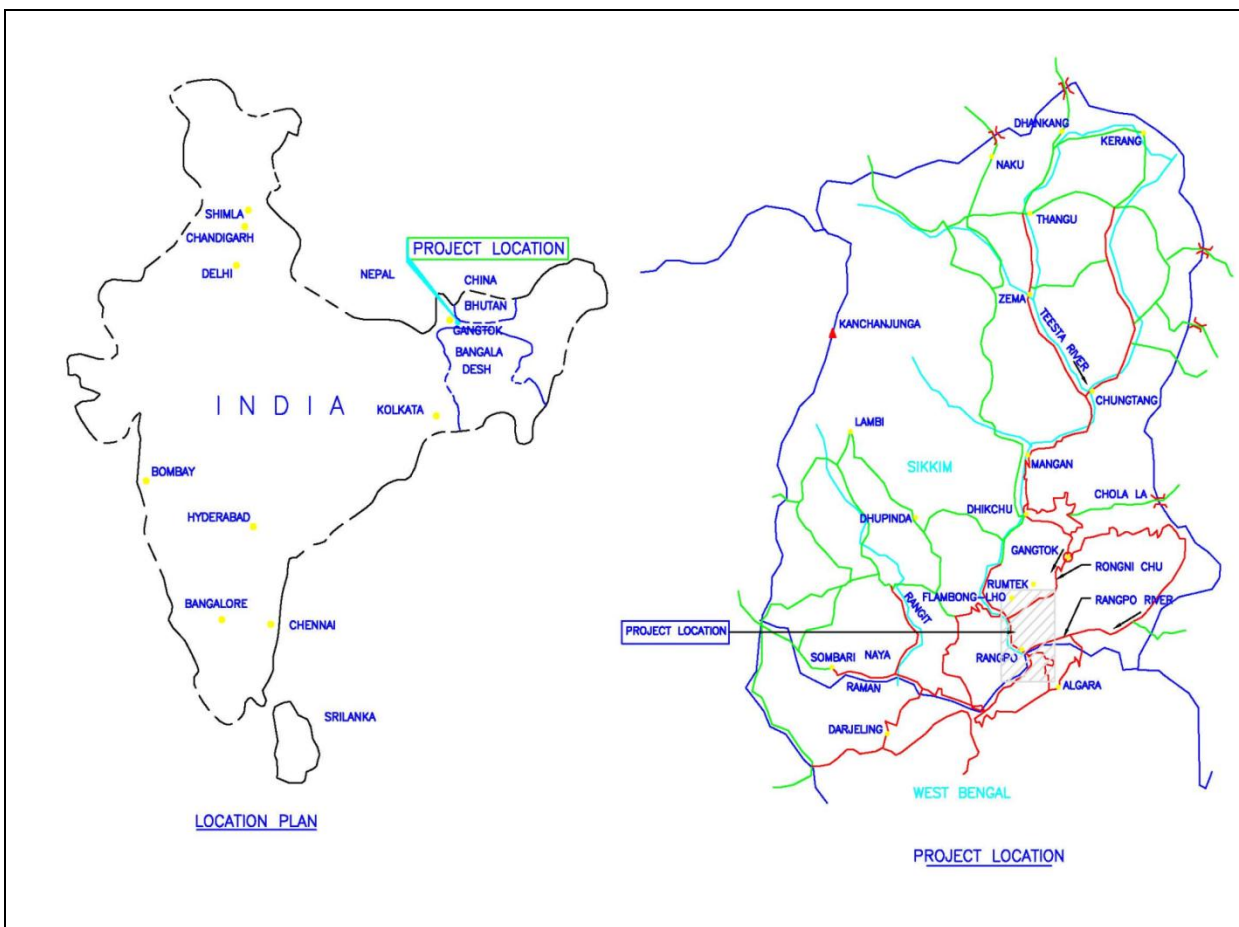 SHIMLA
CHANDIGARH
DELHI
PROJECT LOCATION
NEPAL
CHINA
BHUTAN
GANGTOK
BANGALA
DESH
INDIA
KOLKATA
BOMBAY
HYDERABAD
BANGALORE
CHENNAI
SRILANKA
LOCATION PLAN
DHANKANG
KERANG
NAKU
THANGU
ZEMA
TEESTA RIVER
KANCHANJUNGA
CHUNGTANG
LAMBI
SIKKIM
MANGAN
CHOLA LA
DHUPINDA
DHIKCHU
GANGTOK
RONGNI CHU
RUMTEK
FLAMBONG-LHO
RANGIT
RANGPO RIVER
PROJECT LOCATION
SOMBARI
NAYA
RANGPO
RAMAN
ALGARA
DARJELING
WEST BENGAL
PROJECT LOCATION